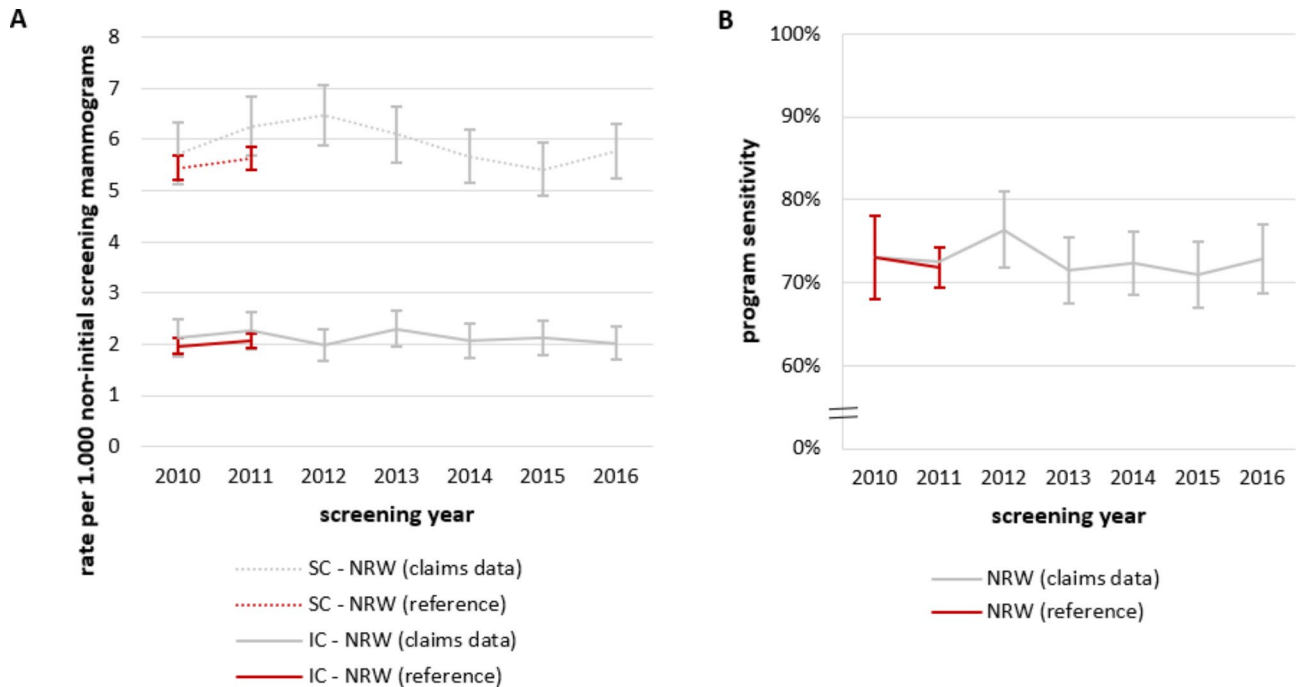 A
rate per 1.000 non-initial screening mammograms
8
7
6
5
4
3
2
1
0
2010 2011 2012 2013 2014 2015 2016
screening year
SC - NRW (claims data)
SC - NRW (reference)
IC - NRW (claims data)
IC - NRW (reference)
B
program sensitivity
100%
90%
80%
70%
60%
0%
2010 2011 2012 2013 2014 2015 2016
screening year
NRW (claims data)
NRW (reference)